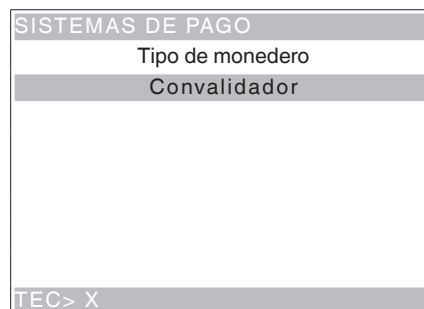 SISTEMAS DE PAGO
Tipo de monedero
Convalidador
TEC> X